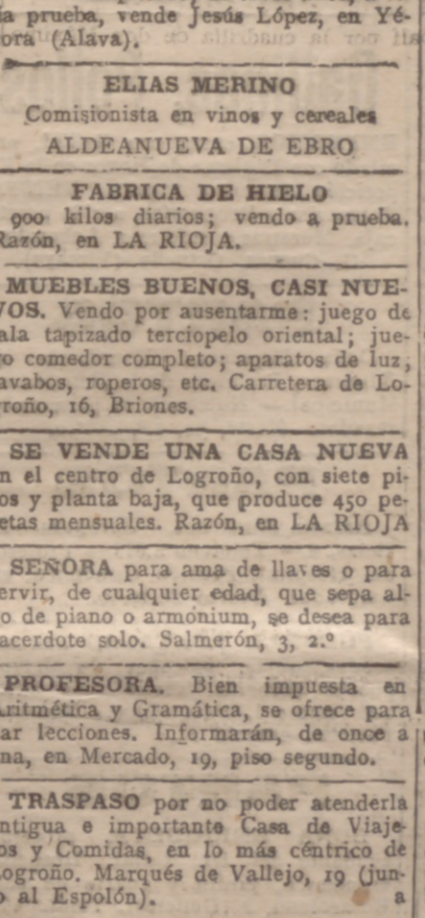 a prueba, vende Jesús López, en Yé-
ora (Alava).
ELIAS MERINO
Comisionista en vinos y cereales
ALDEANUEVA DE EBRO
FABRICA DE HIELO
900 kilos diarios; vendo a prueba.
Razón, en LA RIOJA.
MUEBLES BUENOS, CASI NUE-
VOS. Vendo por ausentarme: juego de
ala tapizado terciopelo oriental; jue-
o comedor completo; aparatos de luz;
avabos, roperos, etc. Carretera de Lo-
roño, 16, Briones.
SE VENDE UNA CASA NUEVA
n el centro de Logroño, con siete pi-
os y planta baja, que produce 450 pe-
etas mensuales. Razón, en LA RIOJA
SEÑORA para ama de llaves o para
ervir, de cualquier edad, que sepa al-
o de piano o armónium, se desea para
acerdote solo. Salmerón, 3, 2.º
PROFESORA. Bien impuesta en
Aritmética y Gramática, se ofrece para
ar lecciones. Informarán, de once a
na, en Mercado, 19, piso segundo.
TRASPASO por no poder atenderla
ntigua e importante Casa de Viaje-
os y Comidas, en lo más céntrico de
ogroño. Marqués de Vallejo, 19 (jun-
o al Espolón). a